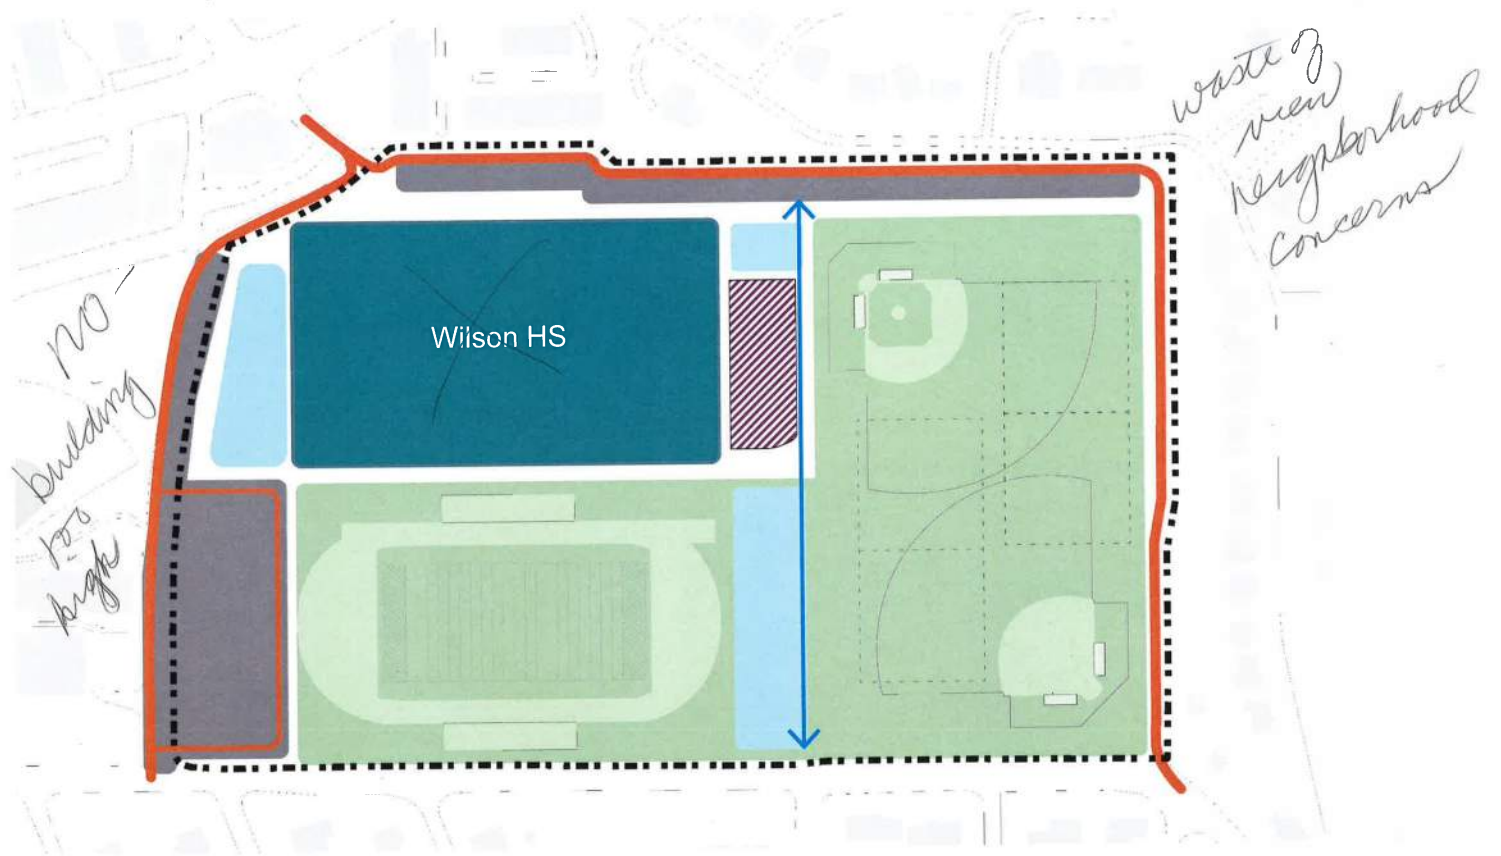 waste of
view
neighborhood
concerns
Wilson HS
NO
building
too
high